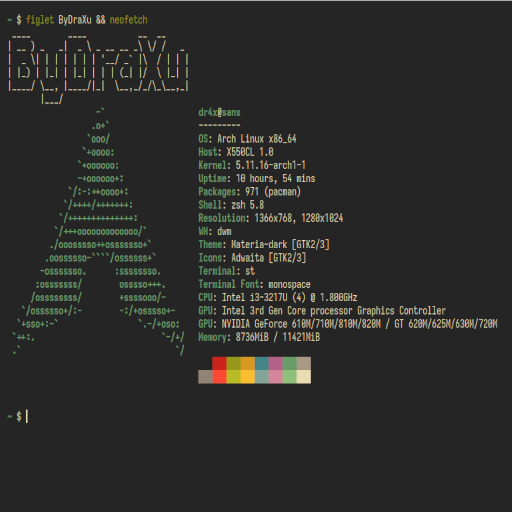 ~ $ figlet ByDraXu && neofetch
ByDraXu
dr4x@sans
---------
OS: Arch Linux x86_64
Host: X550CL 1.0
Kernel: 5.11.16-arch1-1
Uptime: 10 hours, 54 mins
Packages: 971 (pacman)
Shell: zsh 5.8
Resolution: 1366x768, 1280x1024
WM: dwm
Theme: Materia-dark [GTK2/3]
Icons: Adwaita [GTK2/3]
Terminal: st
Terminal Font: monospace
CPU: Intel i3-3217U (4) @ 1.800GHz
GPU: Intel 3rd Gen Core processor Graphics Controller
GPU: NVIDIA GeForce 610M/710M/810M/820M / GT 620M/625M/630M/720M
Memory: 8736MiB / 11421MiB
~ $